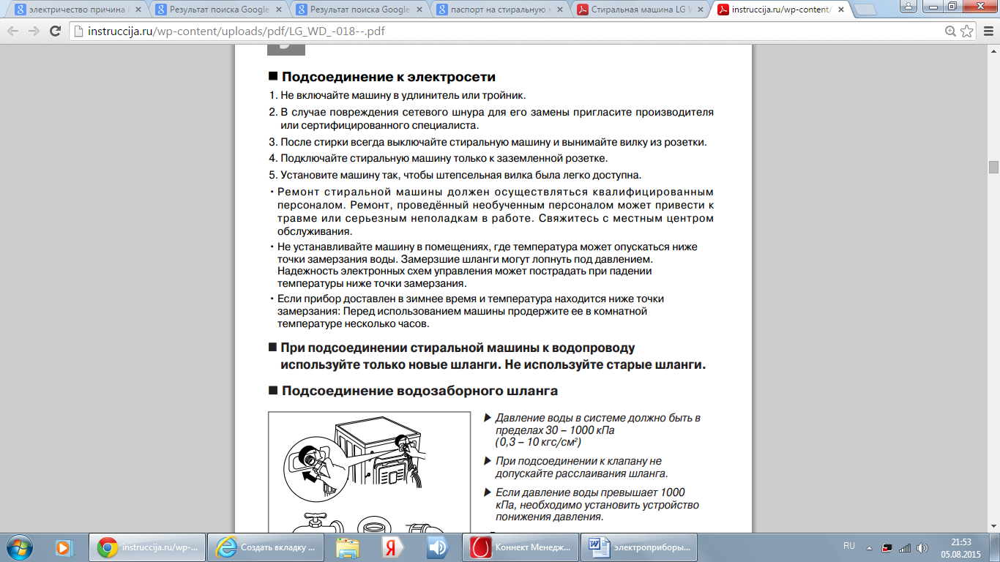 электричество причина
Результат поиска Google
Результат поиска Google
паспорт на стиральную
Стиральная машина LG W
instruccija.ru/wp-content/
instruccija.ru/wp-content/uploads/pdf/LG_WD_-018--.pdf
■ Подсоединение к электросети
1. Не включайте машину в удлинитель или тройник.
2. В случае повреждения сетевого шнура для его замены пригласите производителя
или сертифицированного специалиста.
3. После стирки всегда выключайте стиральную машину и вынимайте вилку из розетки.
4. Подключайте стиральную машину только к заземленной розетке.
5. Установите машину так, чтобы штепсельная вилка была легко доступна.
• Ремонт стиральной машины должен осуществляться квалифицированным
персоналом. Ремонт, проведённый необученным персоналом может привести к
травме или серьезным неполадкам в работе. Свяжитесь с местным центром
обслуживания.
• Не устанавливайте машину в помещениях, где температура может опускаться ниже
точки замерзания воды. Замерзшие шланги могут лопнуть под давлением.
Надежность электронных схем управления может пострадать при падении
температуры ниже точки замерзания.
• Если прибор доставлен в зимнее время и температура находится ниже точки
замерзания: Перед использованием машины продержите ее в комнатной
температуре несколько часов.
■ При подсоединении стиральной машины к водопроводу
используйте только новые шланги. Не используйте старые шланги.
■ Подсоединение водозаборного шланга
▶ Давление воды в системе должно быть в
пределах 30 – 1000 кПа
(0,3 – 10 кгс/см²)
▶ При подсоединении к клапану не
допускайте расслаивания шланга.
▶ Если давление воды превышает 1000
кПа, необходимо установить устройство
понижения давления.
instruccija.ru/wp-...
Создать вкладку ...
Я
Коннект Менедж...
электроприборы...
RU
21:53
05.08.2015